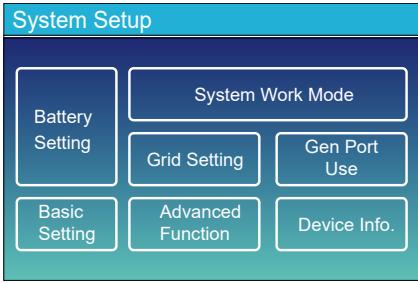 System Setup
System Work Mode
Battery
Setting
Grid Setting
Gen Port
Use
Basic
Setting
Advanced
Function
Device Info.